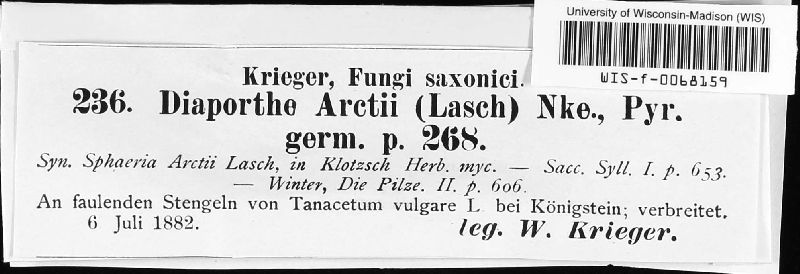 University of Wisconsin-Madison (WIS)
WIS-f-0068159
Krieger, Fungi saxonici.
236. Diaporthe Arctii (Lasch) Nke., Pyr.
germ. p. 268.
Syn. Sphaeria Arctii Lasch, in Klotzsch Herb. myc. — Sacc. Syll. I. p. 653.
— Winter, Die Pilze. II. p. 606.
An faulenden Stengeln von Tanacetum vulgare L. bei Königstein; verbreitet.
6 Juli 1882.
leg. W. Krieger.